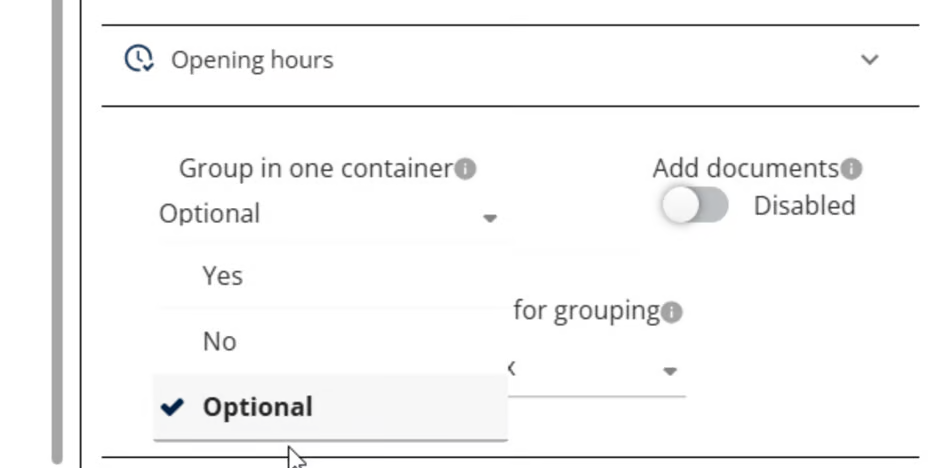 Opening hours
Group in one container
Add documents
Optional
Disabled
Yes
for grouping
No
Optional